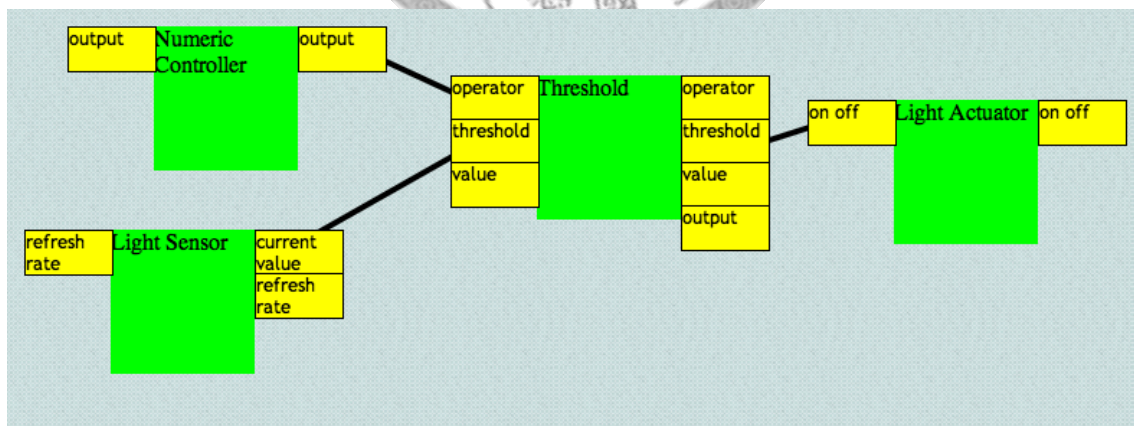 output
Numeric
Controller
output
operator
threshold
value
Threshold
operator
threshold
value
output
on off
Light Actuator
on off
refresh
rate
Light Sensor
current
value
refresh
rate